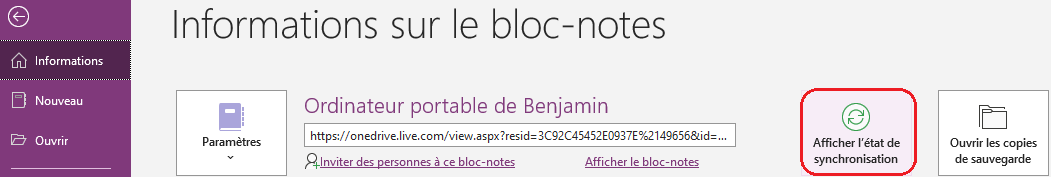 Informations sur le bloc-notes
Informations
Nouveau
Ouvrir
Paramètres
Ordinateur portable de Benjamin
https://onedrive.live.com/view.aspx?resid=3C92C45452E0937E%2149656&id=...
Inviter des personnes à ce bloc-notes
Afficher le bloc-notes
Afficher l'état de
synchronisation
Ouvrir les copies
de sauvegarde